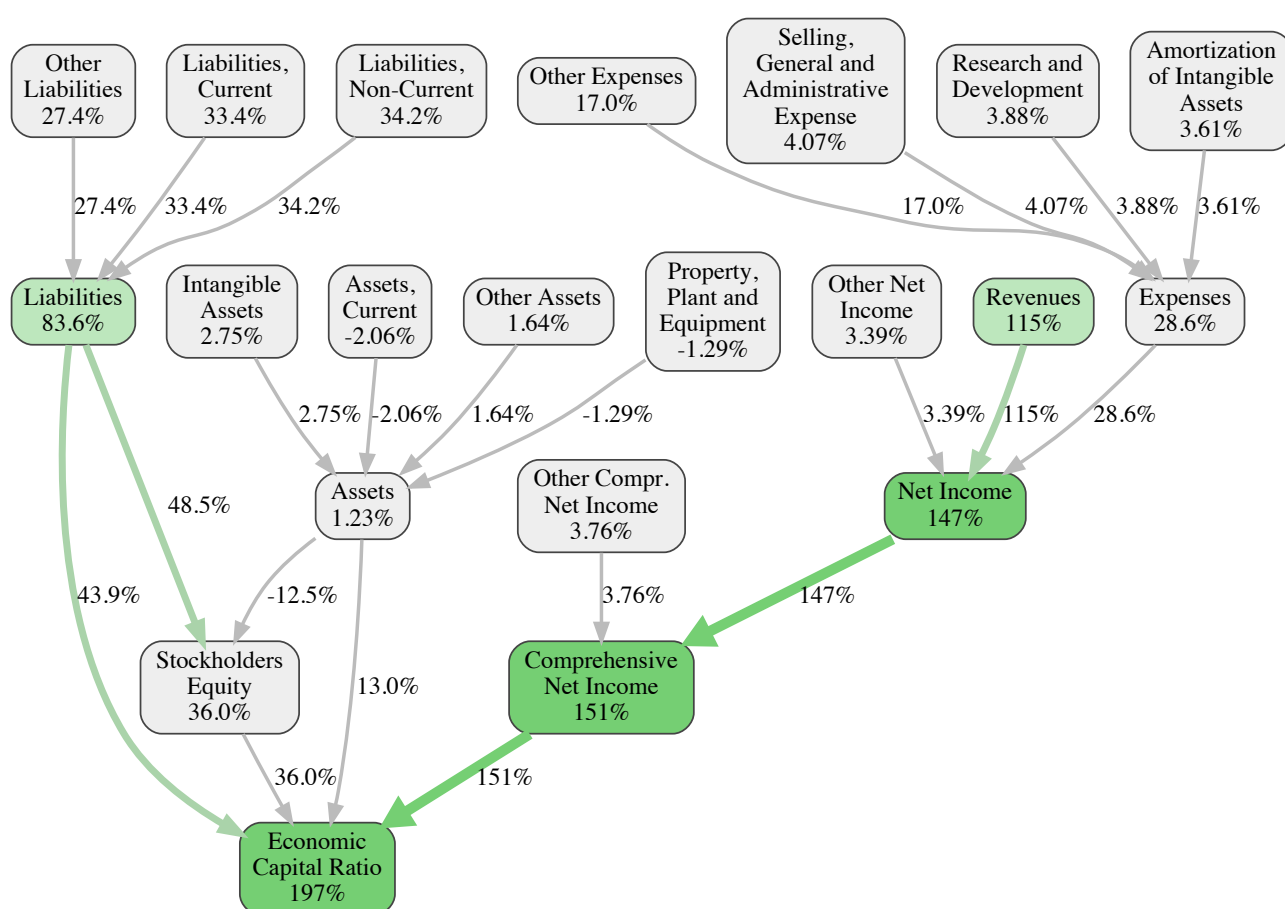 Other
Liabilities
27.4%
Liabilities,
Current
33.4%
Liabilities,
Non-Current
34.2%
Other Expenses
17.0%
Selling,
General and
Administrative
Expense
4.07%
Research and
Development
3.88%
Amortization
of Intangible
Assets
3.61%
27.4%
33.4%
34.2%
17.0%
4.07%
3.88%
3.61%
Liabilities
83.6%
Intangible
Assets
2.75%
Assets,
Current
-2.06%
Other Assets
1.64%
Property,
Plant and
Equipment
-1.29%
Other Net
Income
3.39%
Revenues
115%
Expenses
28.6%
2.75%
-2.06%
1.64%
-1.29%
3.39%
115%
28.6%
48.5%
Assets
1.23%
Other Compr.
Net Income
3.76%
Net Income
147%
43.9%
-12.5%
3.76%
147%
Stockholders
Equity
36.0%
13.0%
Comprehensive
Net Income
151%
36.0%
151%
Economic
Capital Ratio
197%